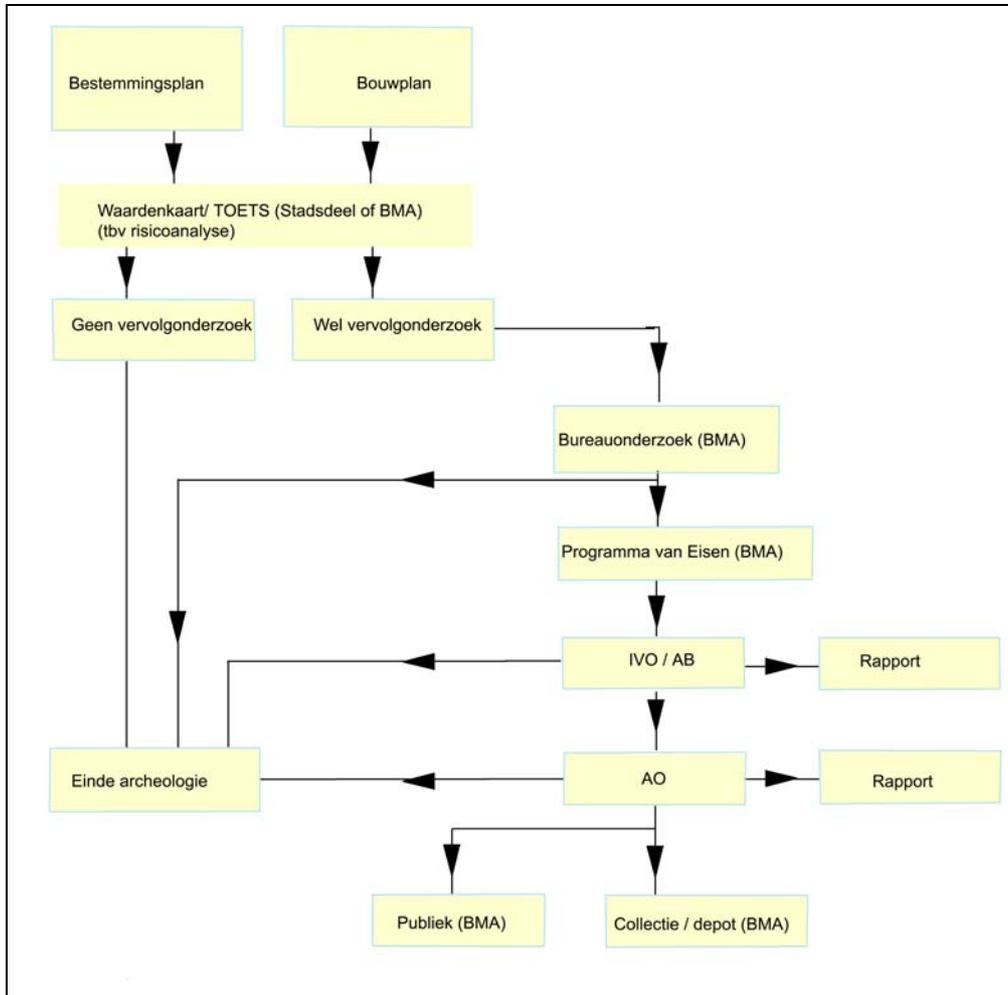 Bestemmingsplan
Bouwplan
Waardenkaart/ TOETS (Stadsdeel of BMA)
(tbv risicoanalyse)
Geen vervolgonderzoek
Wel vervolgonderzoek
Bureauonderzoek (BMA)
Programma van Eisen (BMA)
IVO / AB
Rapport
Einde archeologie
AO
Rapport
Publiek (BMA)
Collectie / depot (BMA)